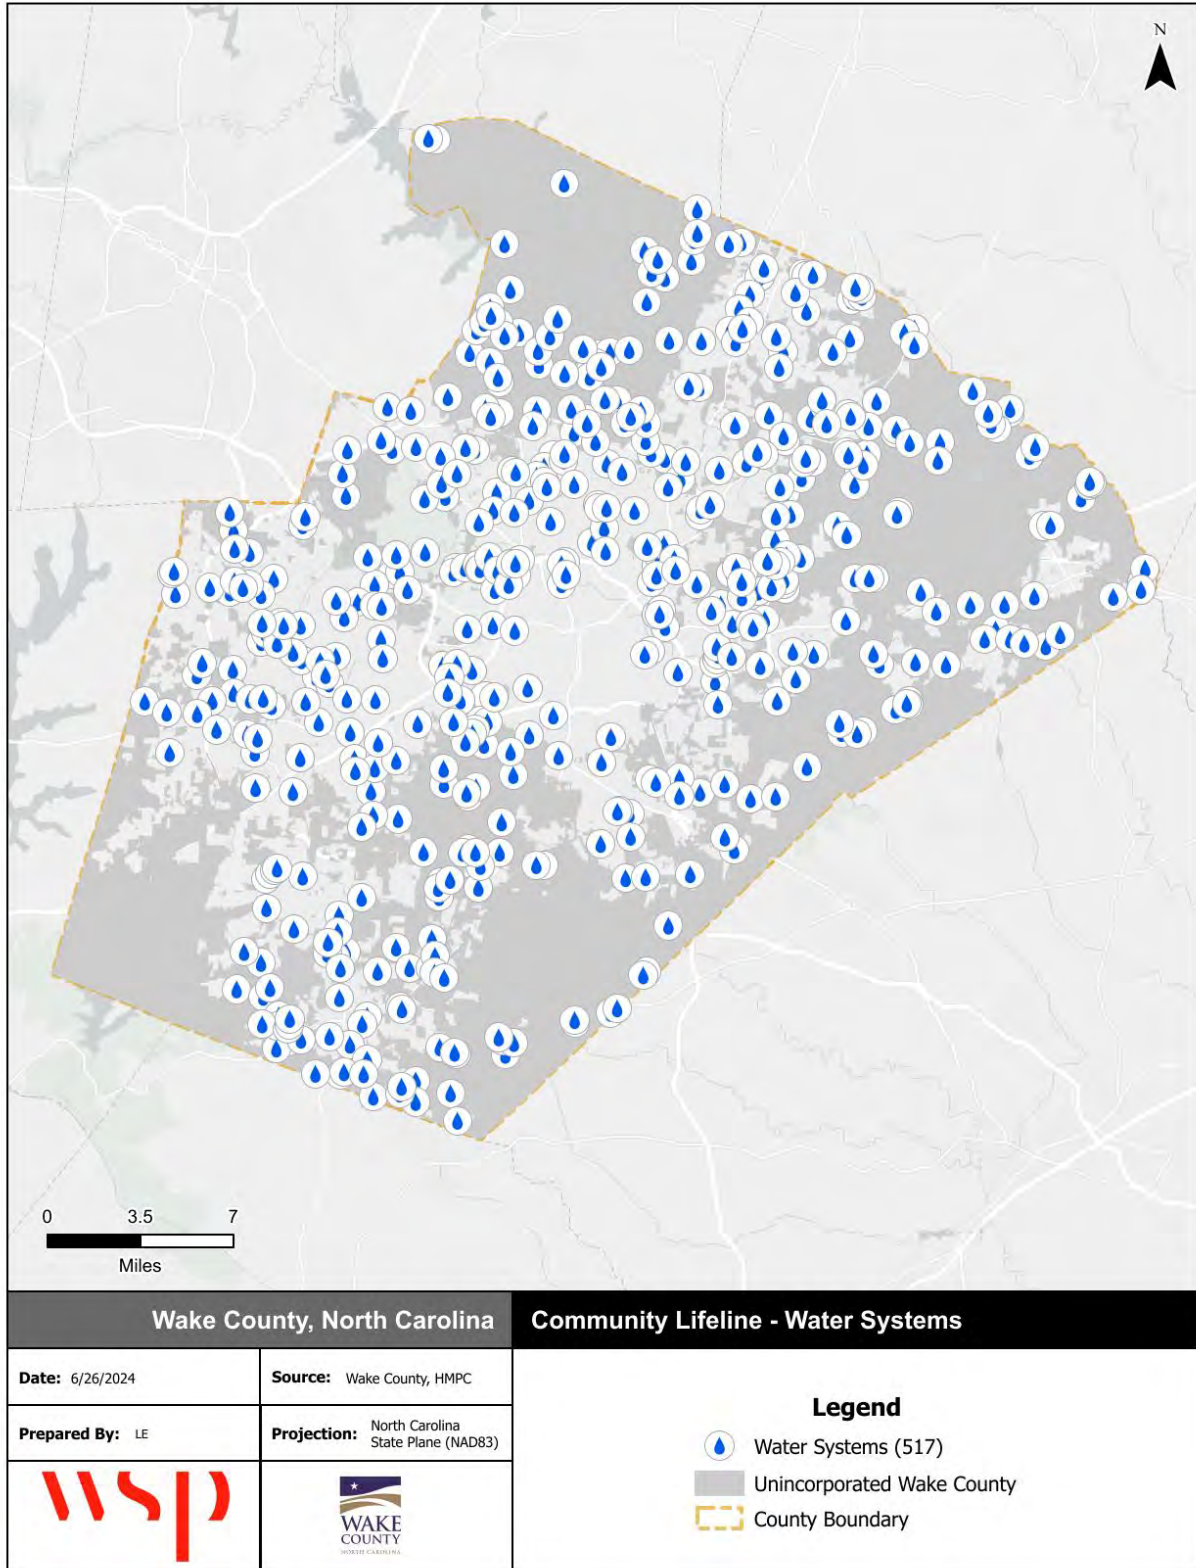 N
0 3.5 7
Miles
Wake County, North Carolina
Community Lifeline - Water Systems
Date: 6/26/2024
Source: Wake County, HMPC
Prepared By: LE
Projection: North Carolina
State Plane (NAD83)
wsp
WAKE
COUNTY
NORTH CAROLINA
Legend
Water Systems (517)
Unincorporated Wake County
County Boundary